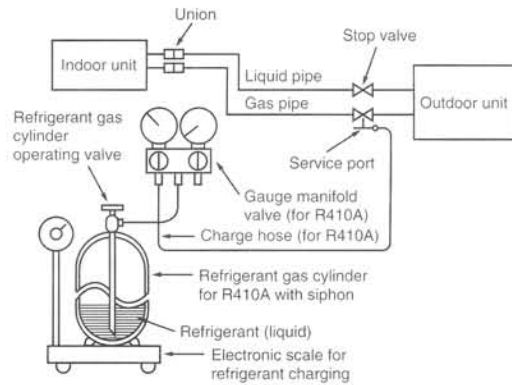 Union
Stop valve
Indoor unit
Liquid pipe
Gas pipe
Outdoor unit
Refrigerant gas
cylinder
operating valve
Service port
Gauge manifold
valve (for R410A)
Charge hose (for R410A)
Refrigerant gas cylinder
for R410A with siphon
Refrigerant (liquid)
Electronic scale for
refrigerant charging